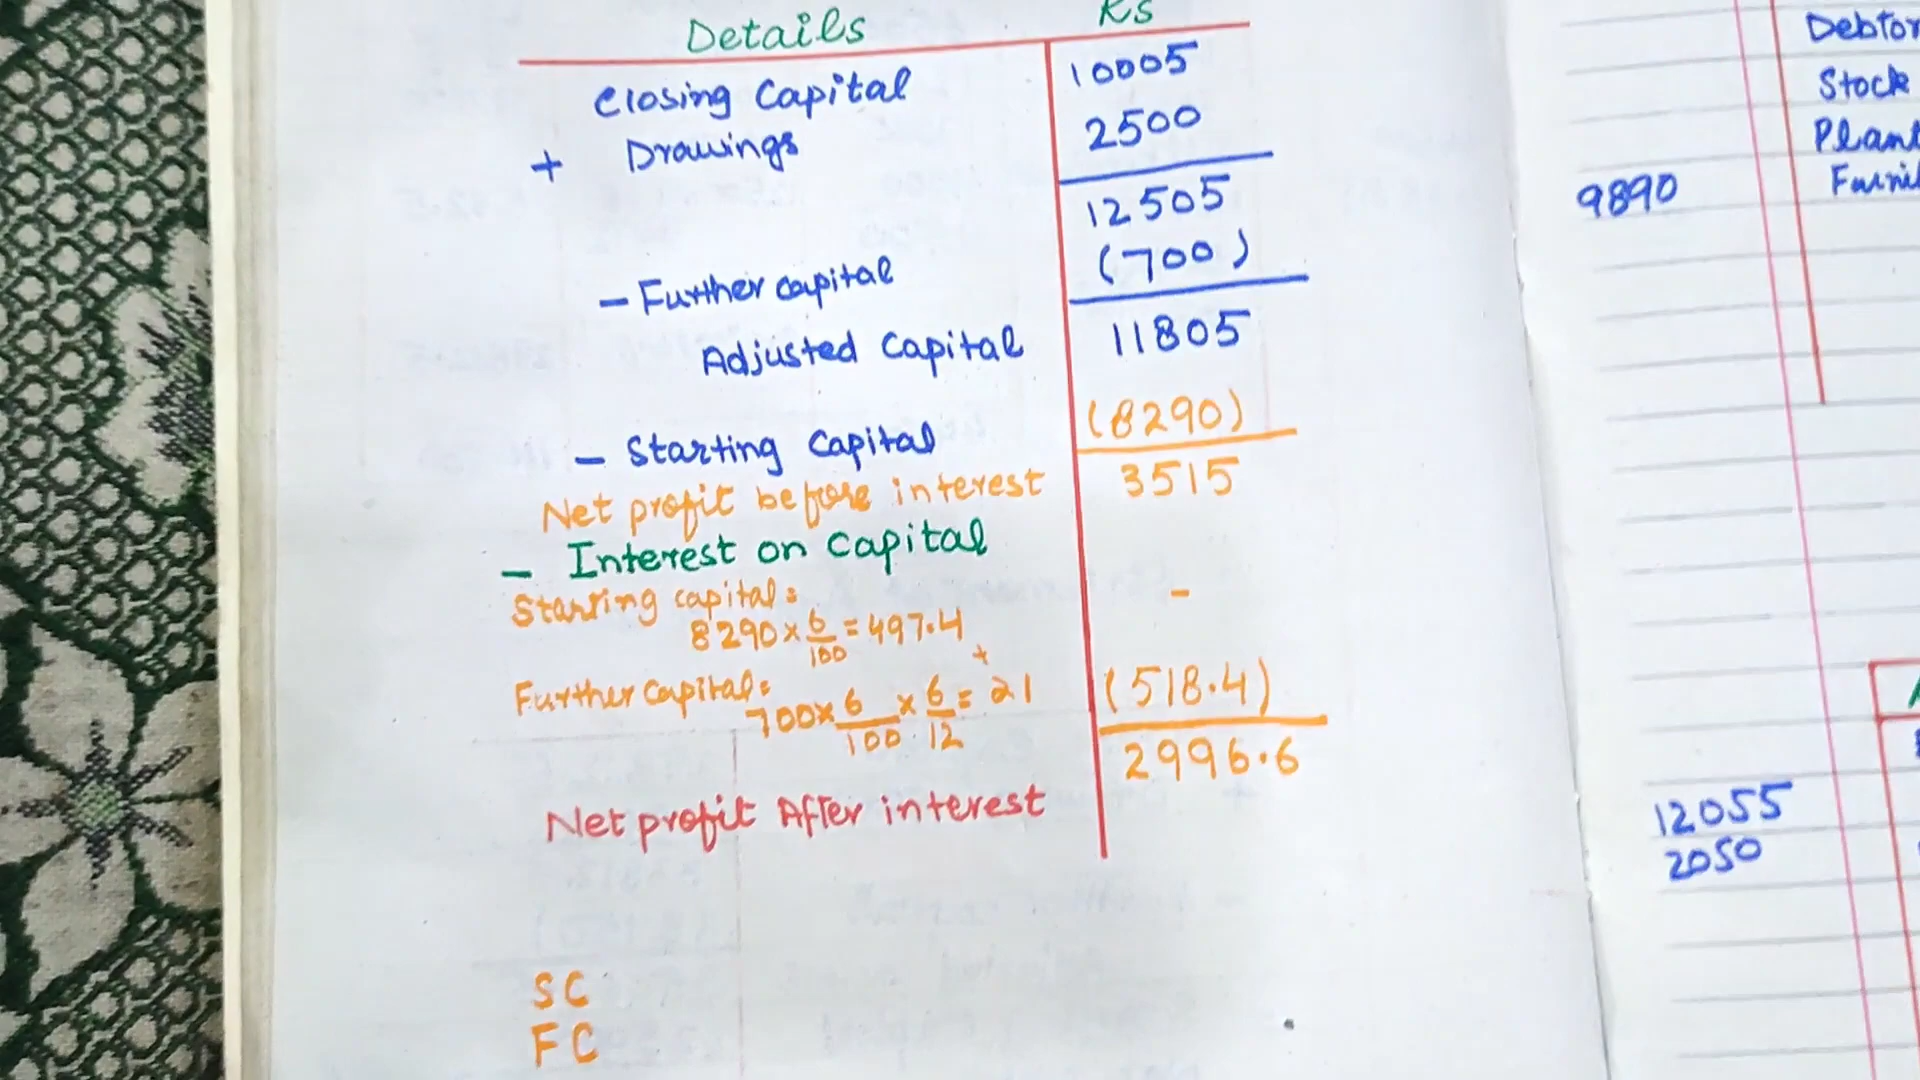 Details Rs
Closing Capital 10005
+ Drawings 2500
12505
- Further capital (700)
Adjusted Capital 11805
- Starting Capital (8290)
Net profit before interest 3515
- Interest on Capital
Starting capital: -
8290 × 6/100 = 497.4
+
Further Capital: (518.4)
700 × 6/100 × 6/12 = 21
2996.6
Net profit After interest
SC
FC
Stock
9890
12055
2050